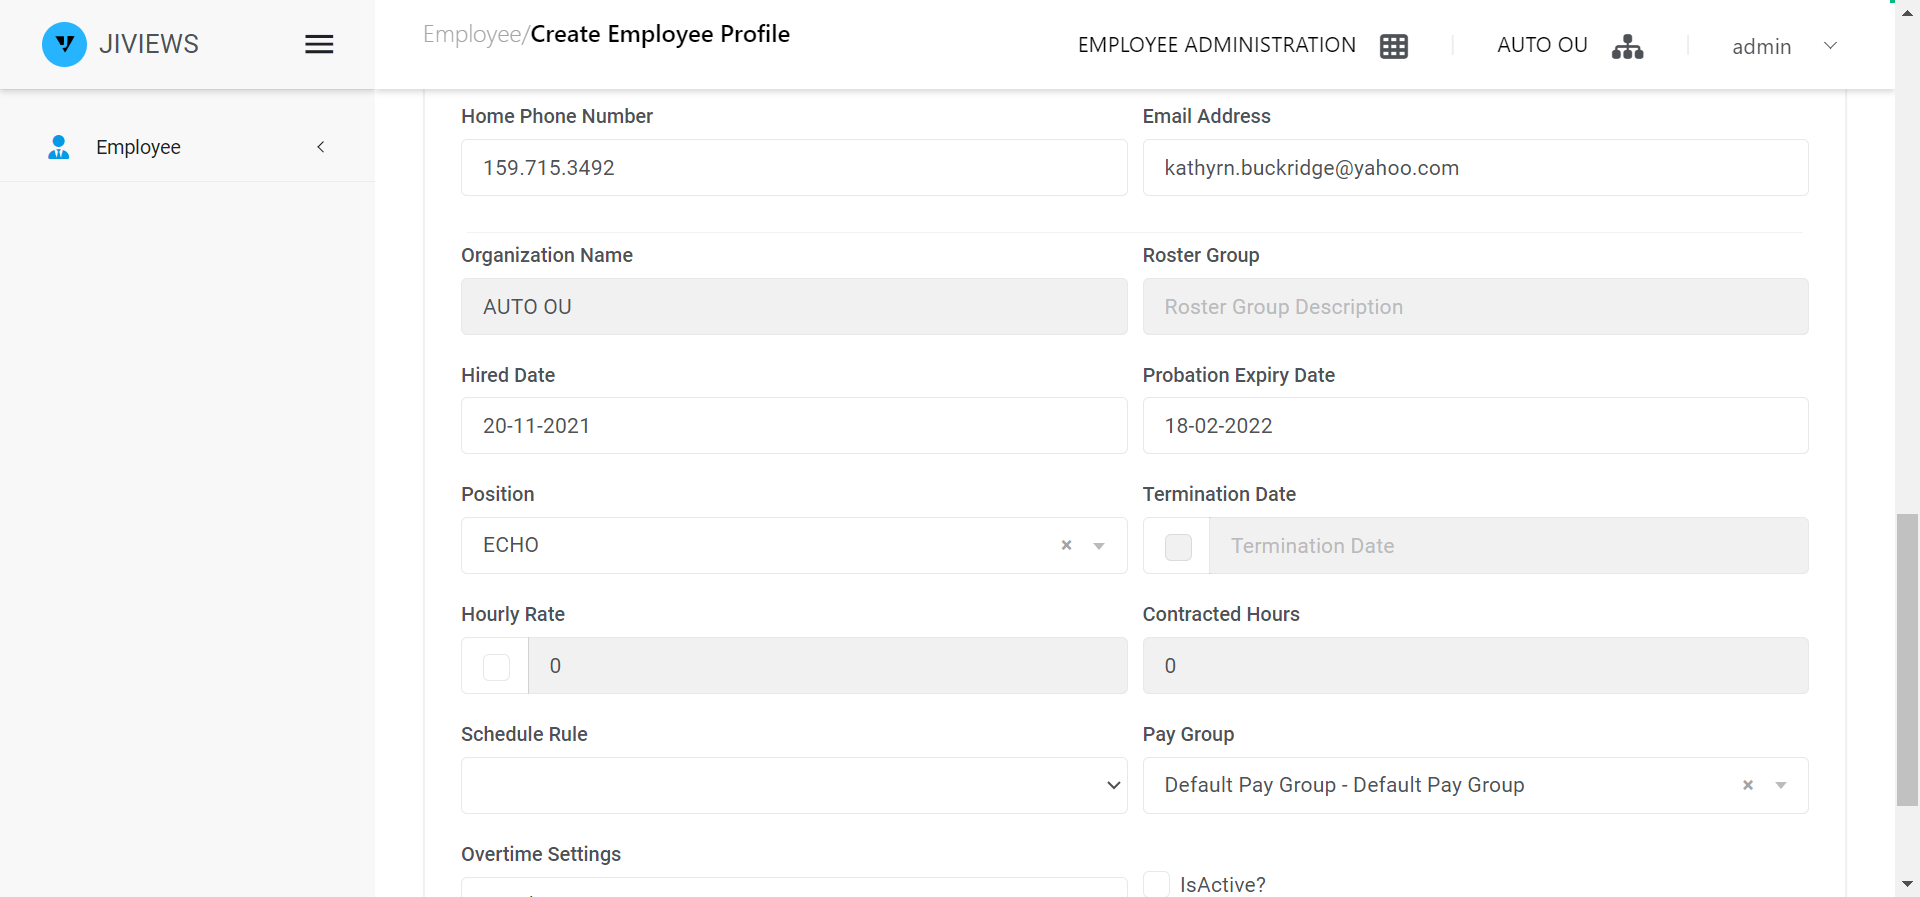 JIVIEWS
Employee/Create Employee Profile
EMPLOYEE ADMINISTRATION
AUTO OU
admin
Employee
Home Phone Number
Email Address
159.715.3492
kathyrn.buckridge@yahoo.com
Organization Name
Roster Group
AUTO OU
Roster Group Description
Hired Date
Probation Expiry Date
20-11-2021
18-02-2022
Position
Termination Date
ECHO
Termination Date
Hourly Rate
Contracted Hours
0
0
Schedule Rule
Pay Group
Default Pay Group - Default Pay Group
Overtime Settings
IsActive?